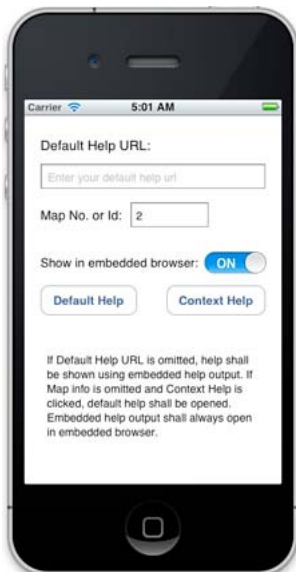 Carrier 5:01 AM
Default Help URL:
Enter your default help url
Map No. or Id: 2
Show in embedded browser: ON
Default Help Context Help
If Default Help URL is omitted, help shall
be shown using embedded help output. If
Map info is omitted and Context Help is
clicked, default help shall be opened.
Embedded help output shall always open
in embedded browser.